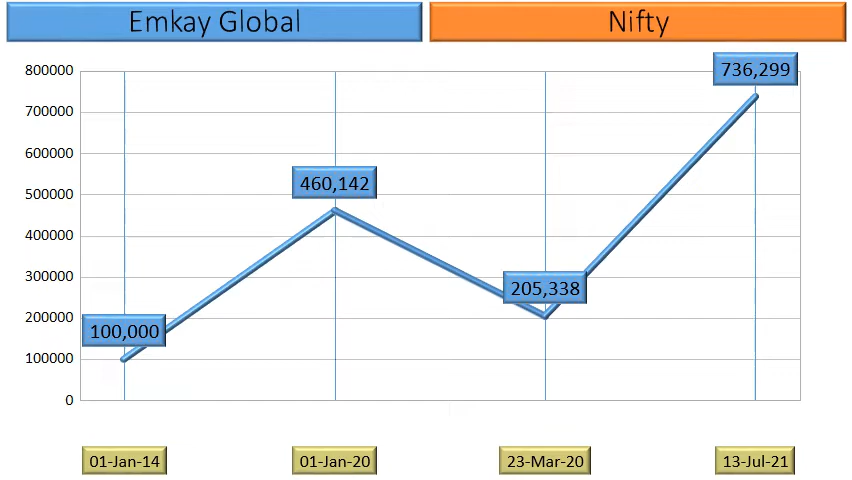 Emkay Global
Nifty
800000
700000
600000
500000
400000
300000
200000
100000
0
100,000
460,142
205,338
736,299
01-Jan-14
01-Jan-20
23-Mar-20
13-Jul-21